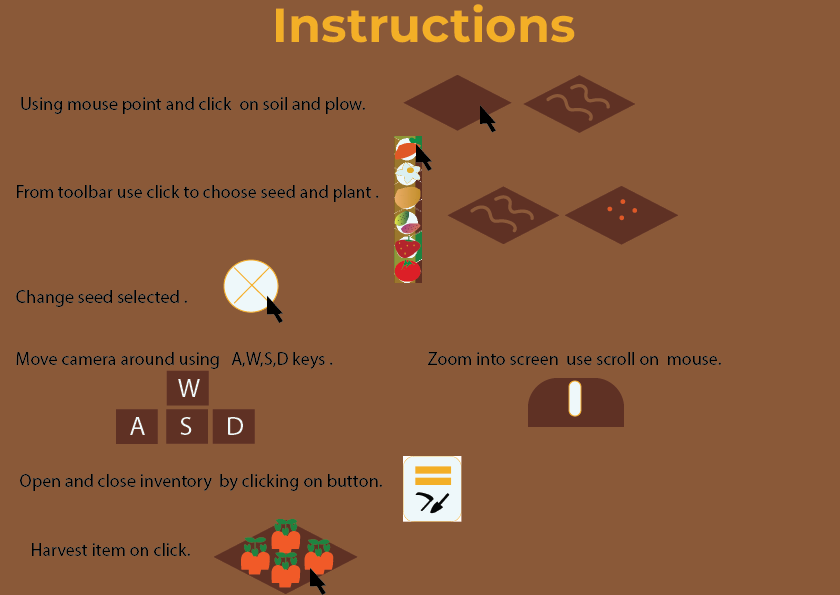 Instructions
Using mouse point and click on soil and plow.
From toolbar use click to choose seed and plant .
Change seed selected .
Move camera around using A,W,S,D keys .
Zoom into screen use scroll on mouse.
W
A S D
Open and close inventory by clicking on button.
Harvest item on click.